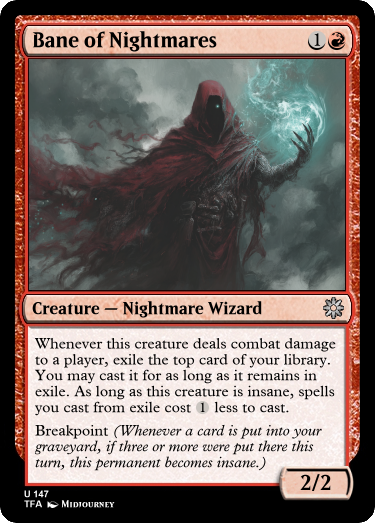 Bane of Nightmares 1
Creature — Nightmare Wizard
Whenever this creature deals combat damage
to a player, exile the top card of your library.
You may cast it for as long as it remains in
exile. As long as this creature is insane, spells
you cast from exile cost 1 less to cast.
Breakpoint (Whenever a card is put into your
graveyard, if three or more were put there this
turn, this permanent becomes insane.)
2/2
U 147
TFA MIDJOURNEY